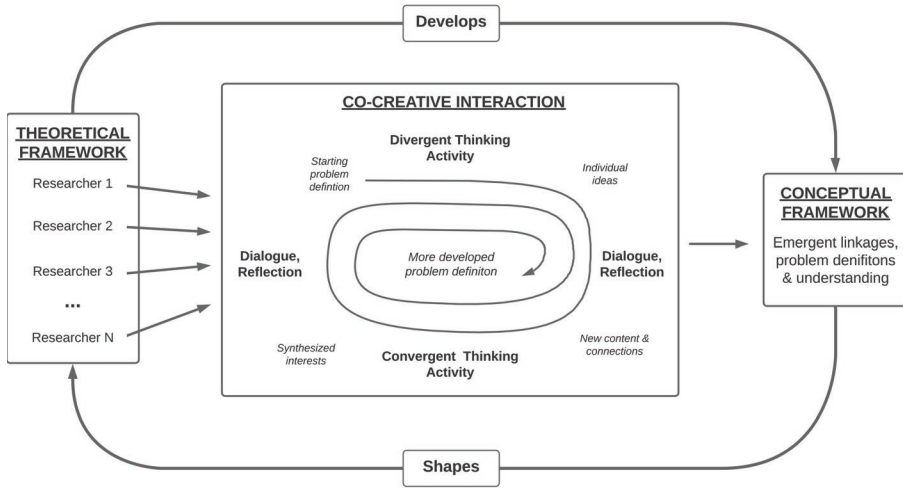 Develops
CO-CREATIVE INTERACTION
THEORETICAL
FRAMEWORK
Researcher 1
Researcher 2
Researcher 3
...
Researcher N
Divergent Thinking
Activity
Starting
problem
defintion
Individual
ideas
Dialogue,
Reflection
More developed
problem definiton
Dialogue,
Reflection
Synthesized
interests
Convergent Thinking
Activity
New content &
connections
CONCEPTUAL
FRAMEWORK
Emergent linkages,
problem denifitons
& understanding
Shapes